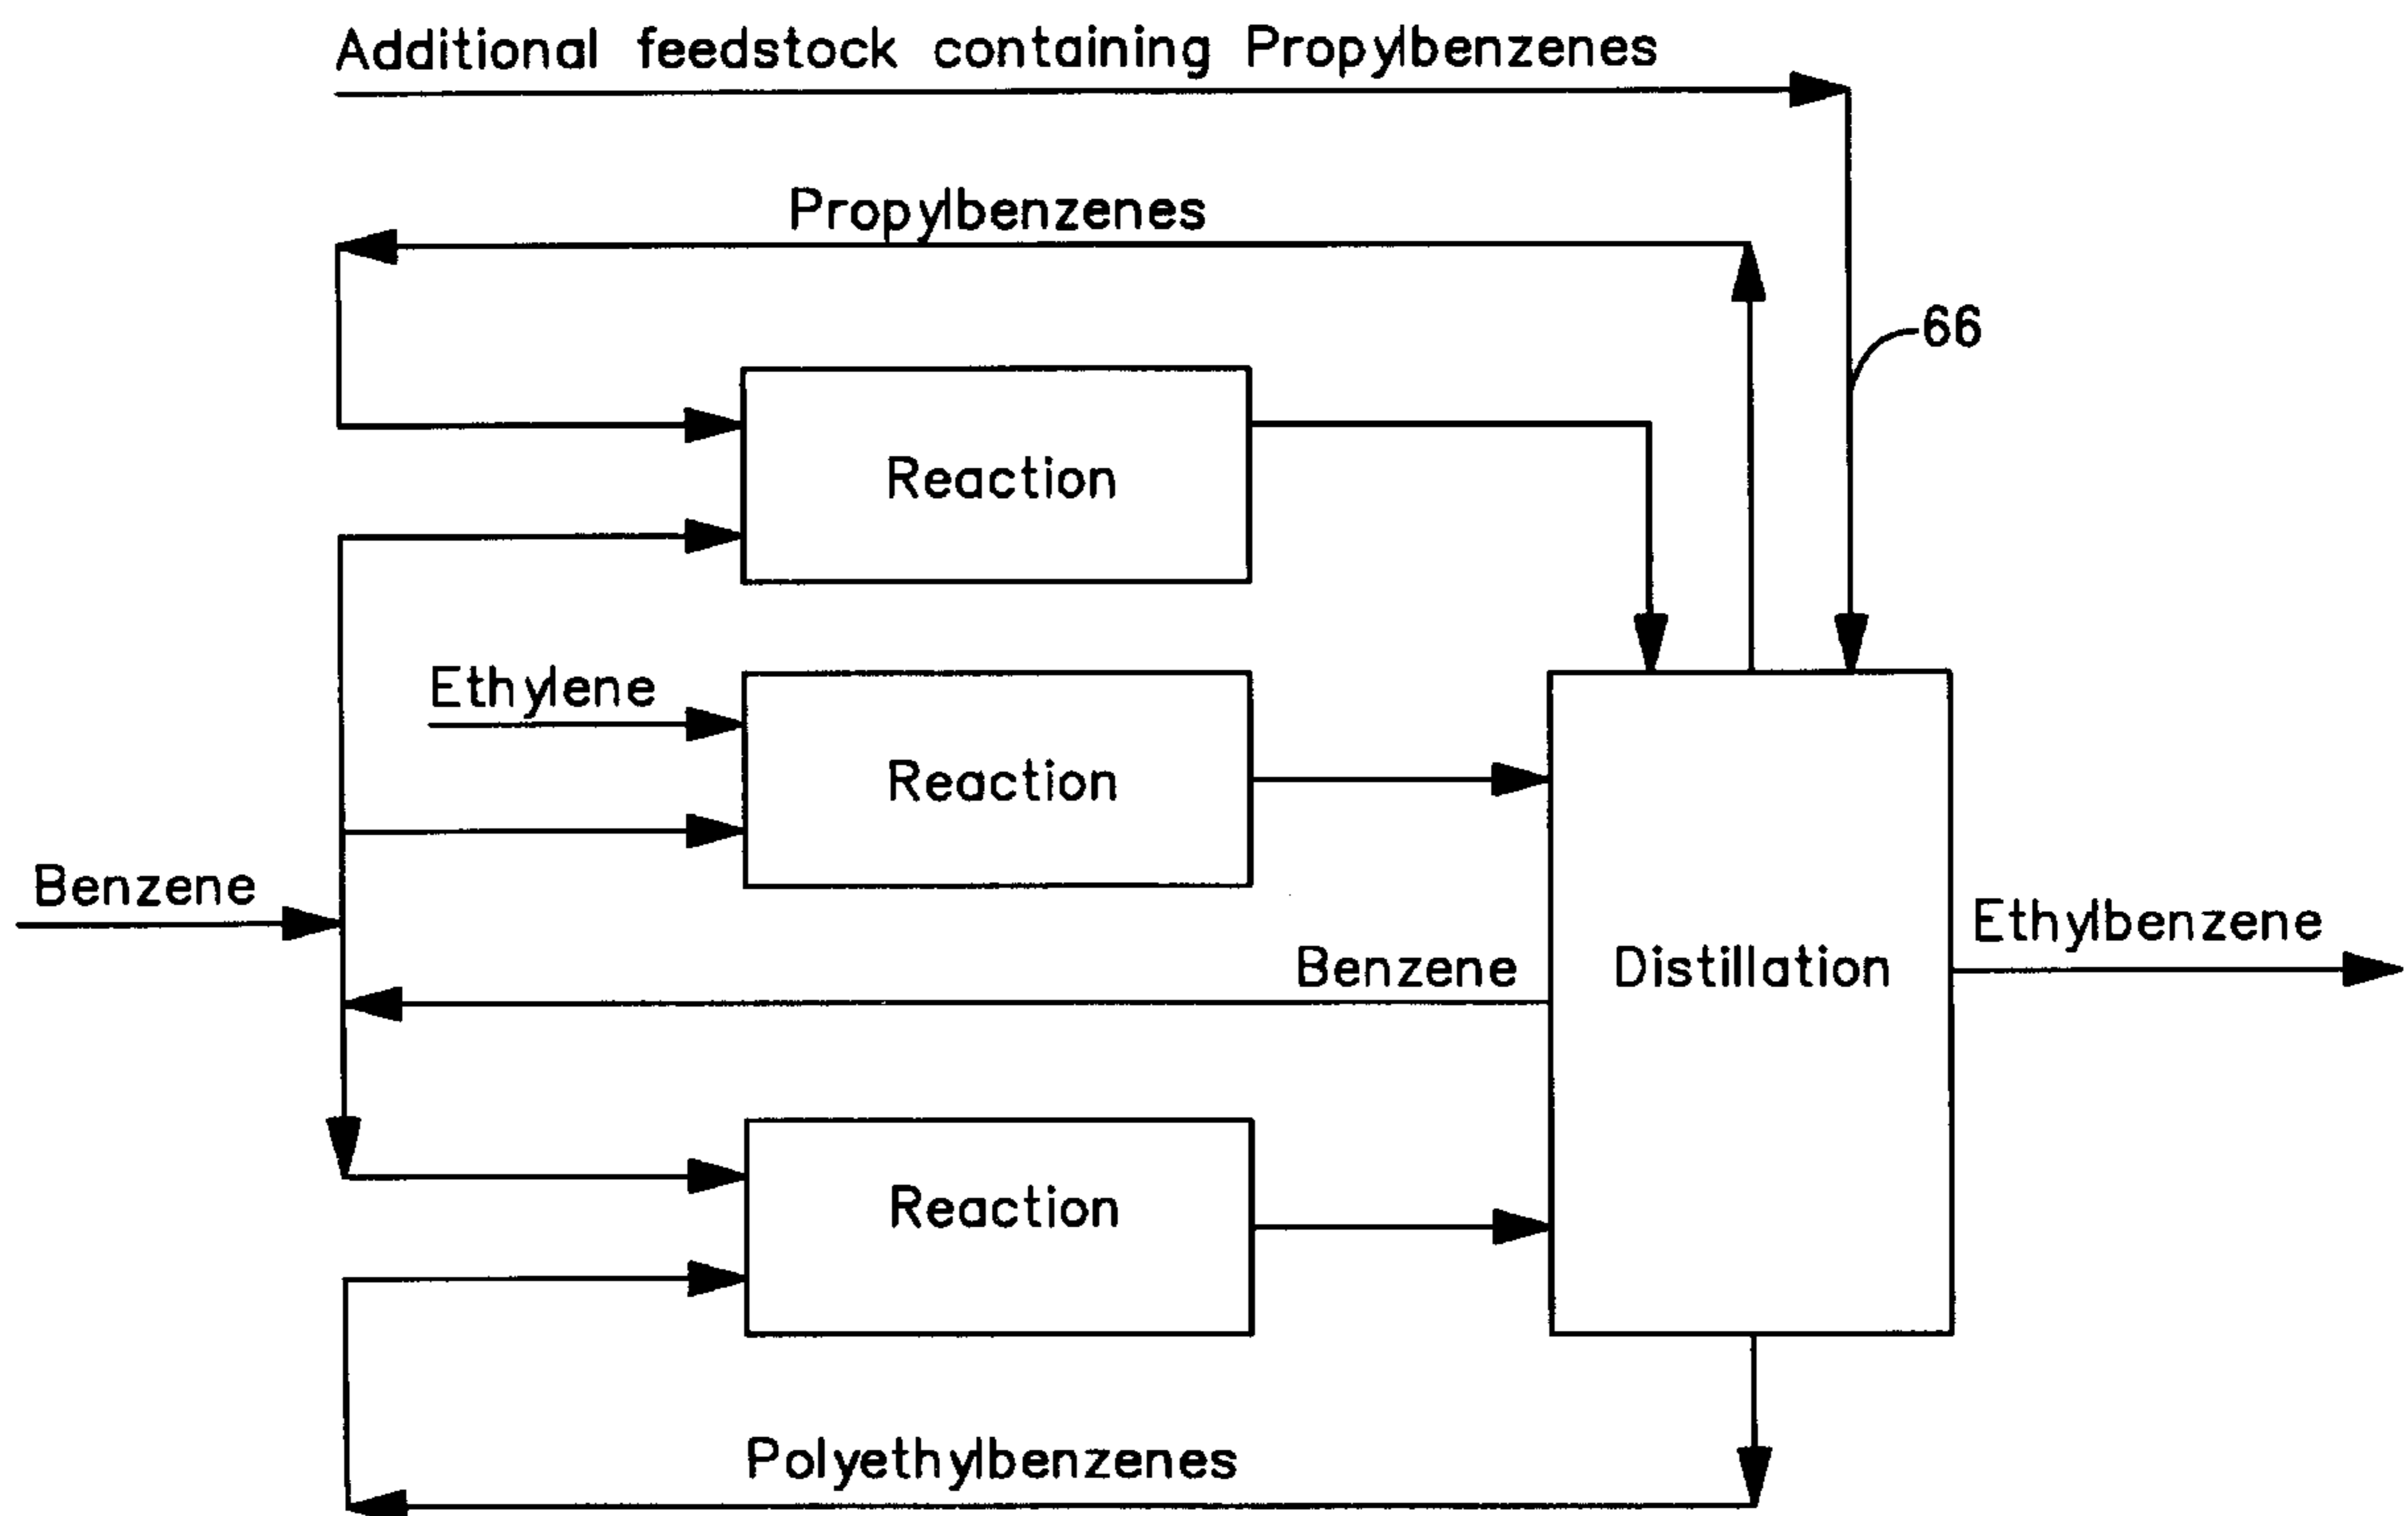 Additional feedstock containing Propylbenzenes
Propylbenzenes
66
Reaction
Ethylene
Reaction
Benzene
Ethylbenzene
Benzene
Distillation
Reaction
Polyethylbenzenes